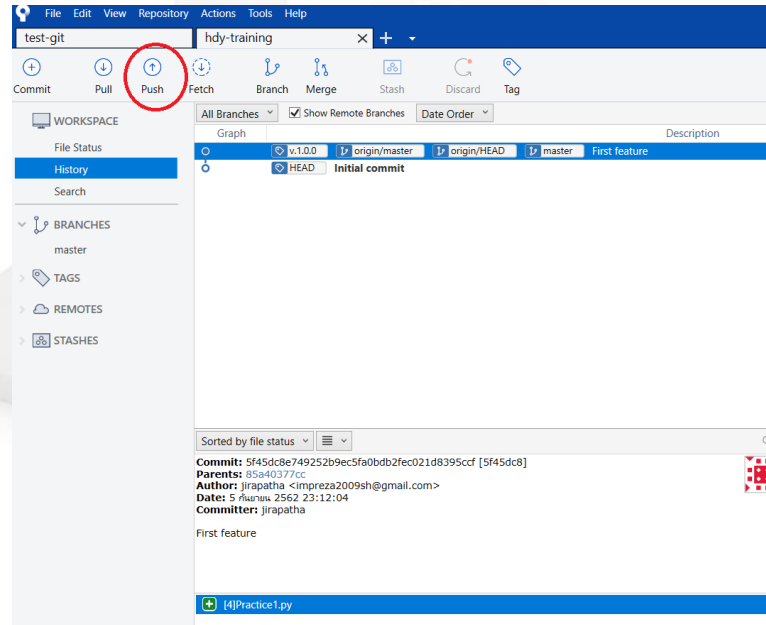 File Edit View Repository Actions Tools Help
test-git hdy-training
Commit Pull Push Fetch Branch Merge Stash Discard Tag
WORKSPACE
File Status
History
Search
BRANCHES
master
TAGS
REMOTES
STASHES
All Branches Show Remote Branches Date Order
Graph Description
v.1.0.0 origin/master origin/HEAD master First feature
HEAD Initial commit
Sorted by file status
Commit: 5f45dc8e749252b9ec5fa0bdb2fec021d8395ccf [5f45dc8]
Parents: 85a40377cc
Author: jirapatha <impreza2009sh@gmail.com>
Date: 5 กันยายน 2562 23:12:04
Committer: jirapatha
First feature
[4]Practice1.py